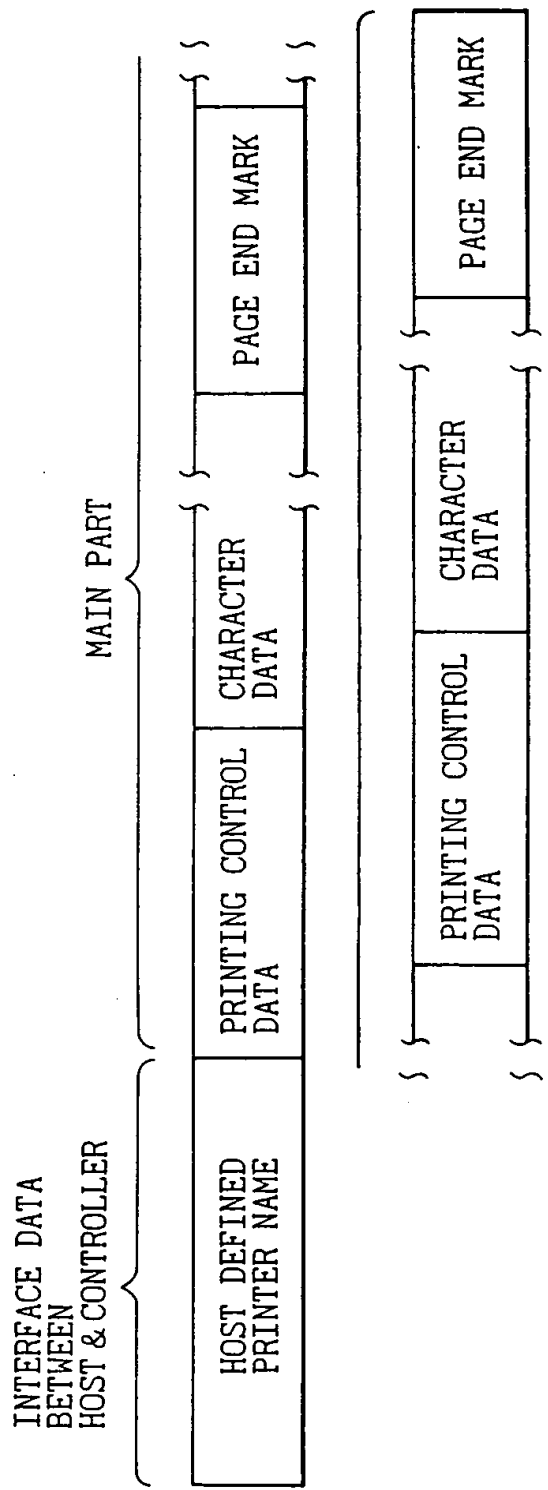 INTERFACE DATA
BETWEEN
HOST & CONTROLLER
MAIN PART
HOST DEFINED
PRINTER NAME
PRINTING CONTROL
DATA
CHARACTER
DATA
PAGE END MARK
PRINTING CONTROL
DATA
CHARACTER
DATA
PAGE END MARK